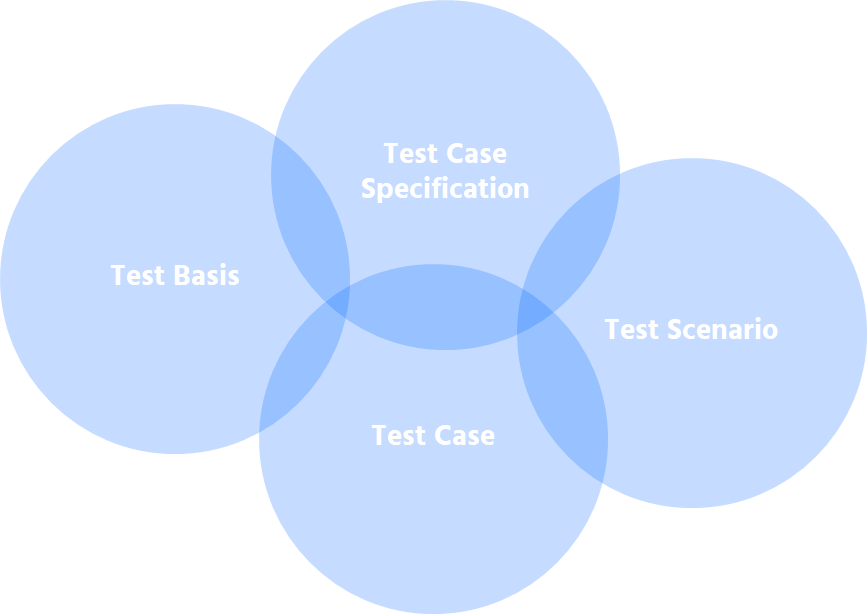 Test Case
Specification
Test Basis
Test Scenario
Test Case